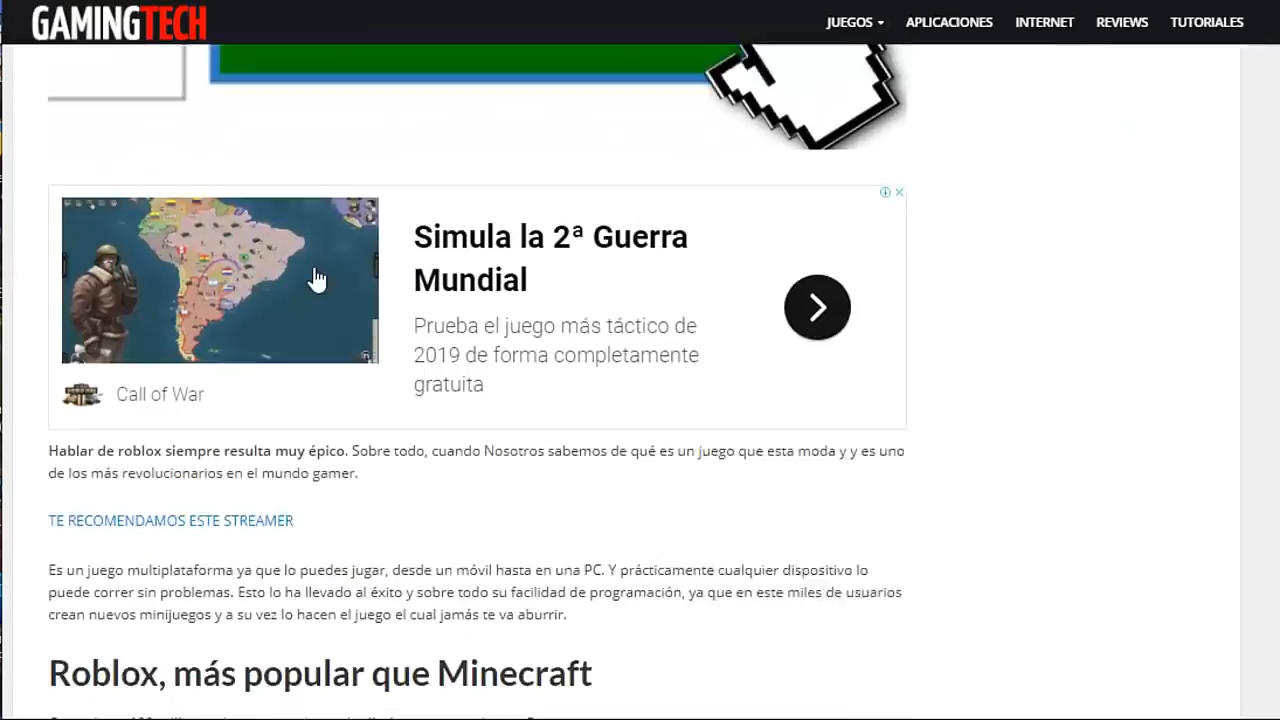 GAMINGTECH
JUEGOS
APLICACIONES
INTERNET
REVIEWS
TUTORIALES
Simula la 2ª Guerra
Mundial
Prueba el juego más táctico de
2019 de forma completamente
gratuita
Call of War
Hablar de roblox siempre resulta muy épico. Sobre todo, cuando Nosotros sabemos de qué es un juego que esta moda y y es uno
de los más revolucionarios en el mundo gamer.
TE RECOMENDAMOS ESTE STREAMER
Es un juego multiplataforma ya que lo puedes jugar, desde un móvil hasta en una PC. Y prácticamente cualquier dispositivo lo
puede correr sin problemas. Esto lo ha llevado al éxito y sobre todo su facilidad de programación, ya que en este miles de usuarios
crean nuevos minijuegos y a su vez lo hacen el juego el cual jamás te va aburrir.
Roblox, más popular que Minecraft